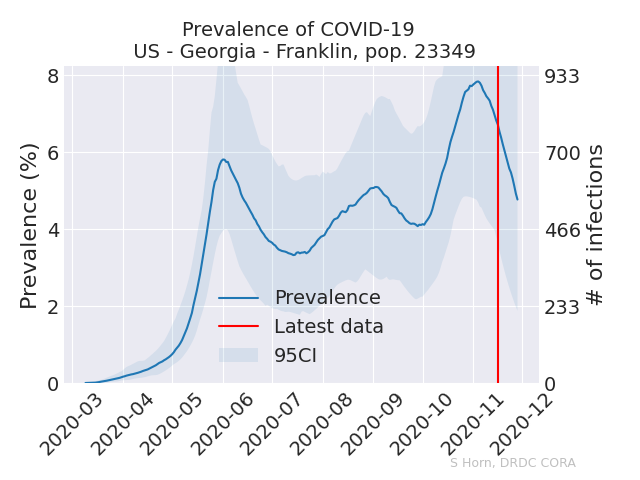 Prevalence of COVID-19
US - Georgia - Franklin, pop. 23349
Prevalence (%)
8
6
4
2
0
933
700
466
233
0
# of infections
Prevalence
Latest data
95CI
2020-03
2020-04
2020-05
2020-06
2020-07
2020-08
2020-09
2020-10
2020-11
2020-12
S Horn, DRDC CORA